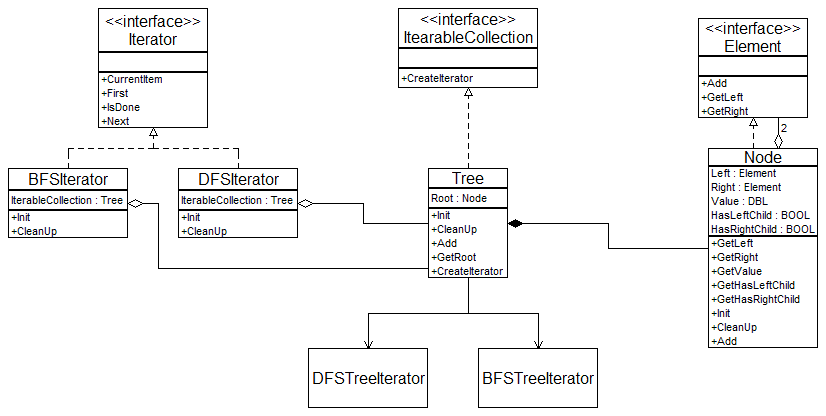 <<interface>>
Iterator
+CurrentItem
+First
+IsDone
+Next
<<interface>>
ItearableCollection
+CreateIterator
<<interface>>
Element
+Add
+GetLeft
+GetRight
2
BFSIterator
IterableCollection : Tree
+Init
+CleanUp
DFSIterator
IterableCollection : Tree
+Init
+CleanUp
Tree
Root : Node
+Init
+CleanUp
+Add
+GetRoot
+CreateIterator
Node
Left : Element
Right : Element
Value : DBL
HasLeftChild : BOOL
HasRightChild : BOOL
+GetLeft
+GetRight
+GetValue
+GetHasLeftChild
+GetHasRightChild
+Init
+CleanUp
+Add
DFSTreeIterator
BFSTreeIterator